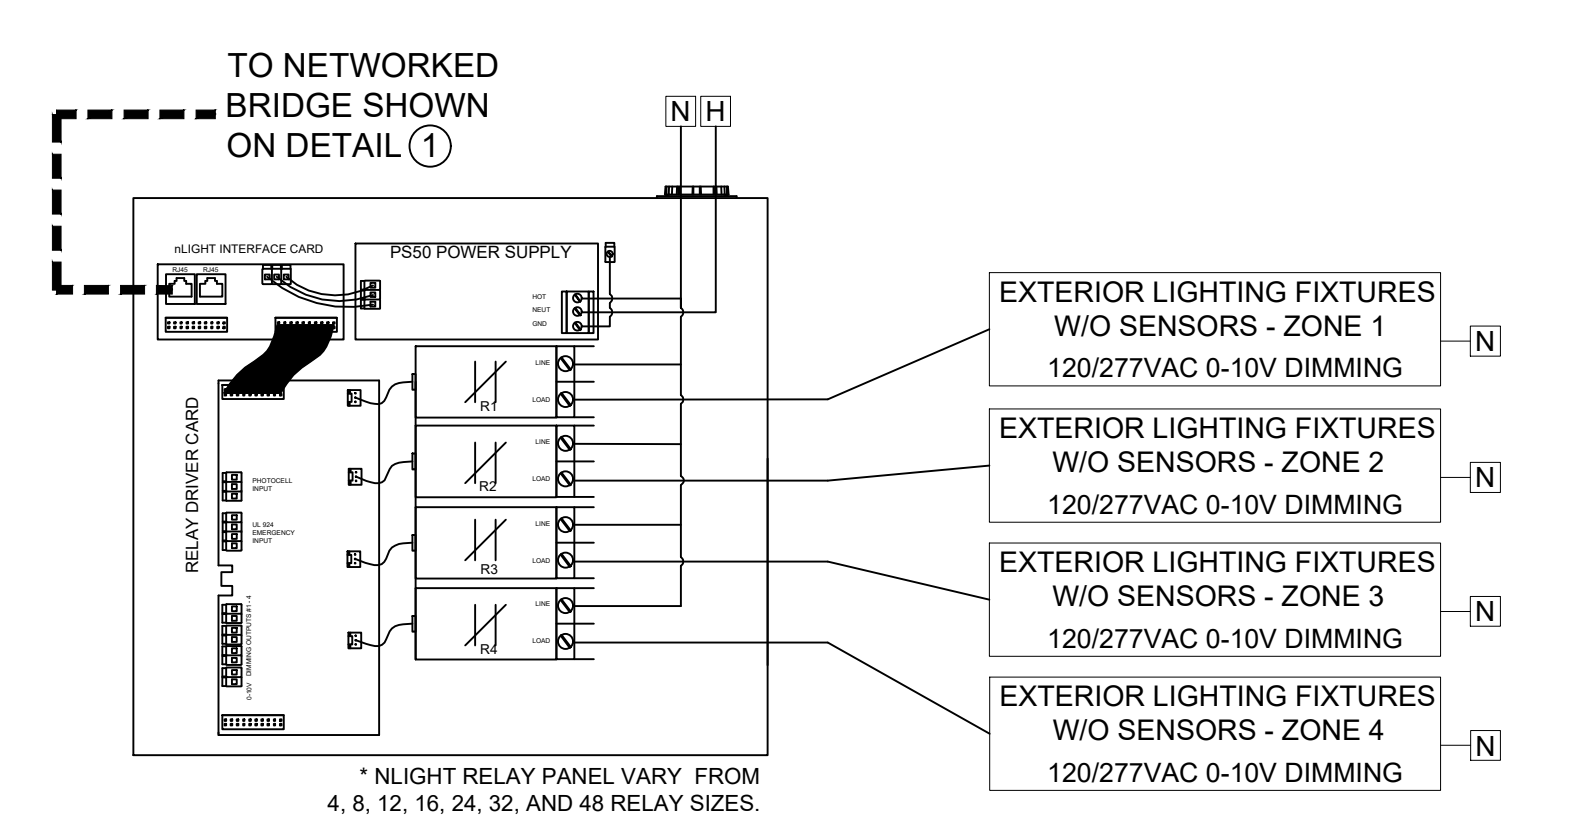 TO NETWORKED
BRIDGE SHOWN
ON DETAIL 1
N H
nLIGHT INTERFACE CARD
RJ45 RJ45
PS50 POWER SUPPLY
HOT
NEUT
GND
LINE
LOAD
R1
LINE
LOAD
R2
LINE
LOAD
R3
LINE
LOAD
R4
RELAY DRIVER CARD
PHOTOCELL
INPUT
UL 924
EMERGENCY
INPUT
0-10V DIMMING OUTPUTS #1 - 4
EXTERIOR LIGHTING FIXTURES
W/O SENSORS - ZONE 1
120/277VAC 0-10V DIMMING
N
EXTERIOR LIGHTING FIXTURES
W/O SENSORS - ZONE 2
120/277VAC 0-10V DIMMING
N
EXTERIOR LIGHTING FIXTURES
W/O SENSORS - ZONE 3
120/277VAC 0-10V DIMMING
N
EXTERIOR LIGHTING FIXTURES
W/O SENSORS - ZONE 4
120/277VAC 0-10V DIMMING
N
* NLIGHT RELAY PANEL VARY FROM
4, 8, 12, 16, 24, 32, AND 48 RELAY SIZES.